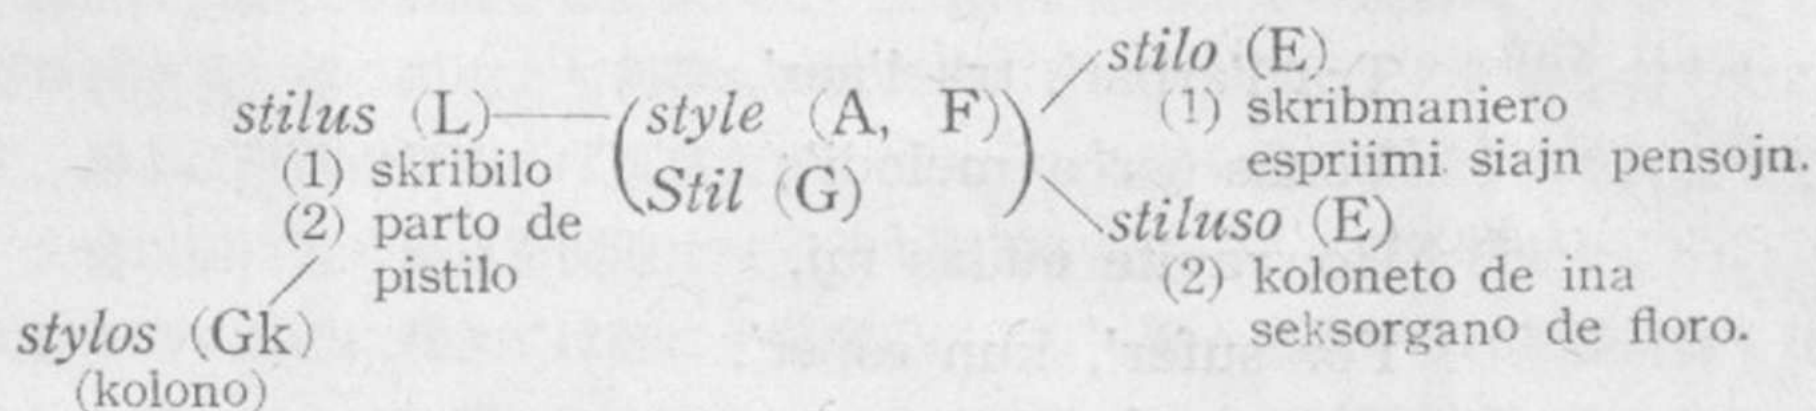 stilo (E)
stilus (L) (style (A, F)) (1) skribmaniero
(1) skribilo Stil (G) espriimi siajn pensojn.
(2) parto de stiluso (E)
pistilo (2) koloneto de ina
stylos (Gk) seksorgano de floro.
(kolono)